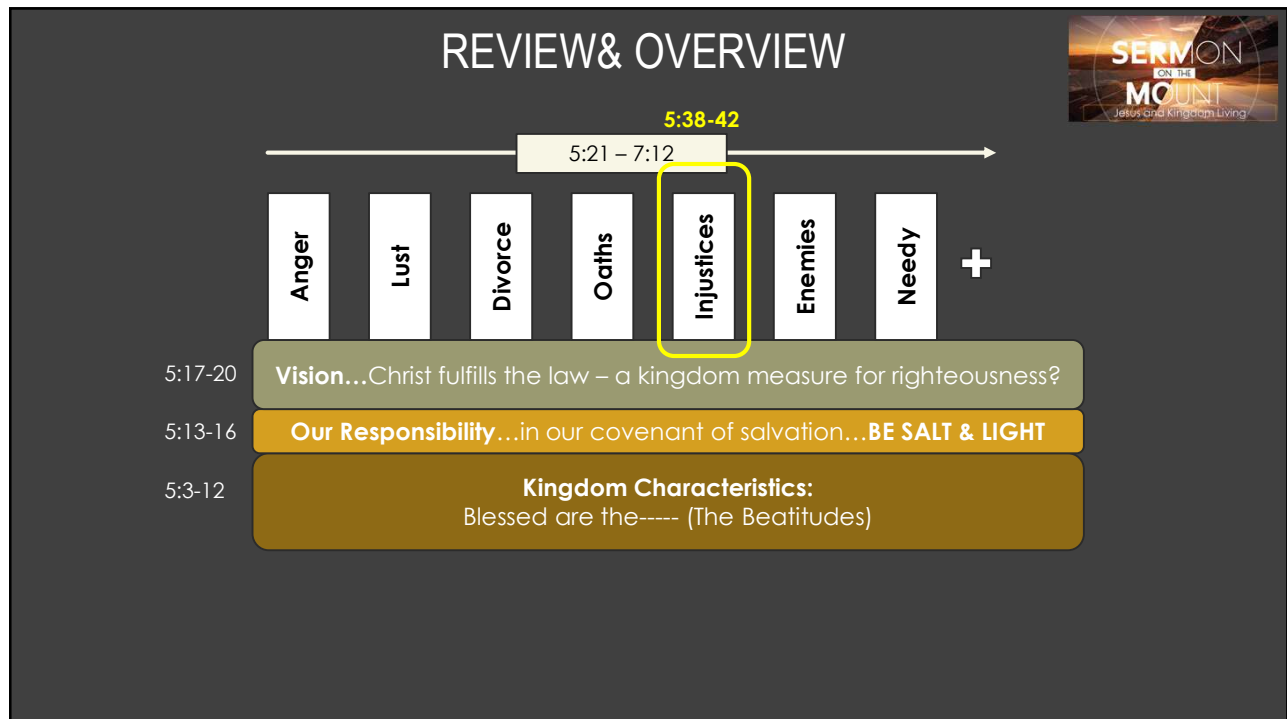 REVIEW& OVERVIEW
SERMON
ON THE
MOUNT
Jesus and Kingdom Living
5:38-42
5:21 – 7:12
Anger
Lust
Divorce
Oaths
Injustices
Enemies
Needy
+
5:17-20
Vision…Christ fulfills the law – a kingdom measure for righteousness?
5:13-16
Our Responsibility…in our covenant of salvation…BE SALT & LIGHT
5:3-12
Kingdom Characteristics:
Blessed are the----- (The Beatitudes)